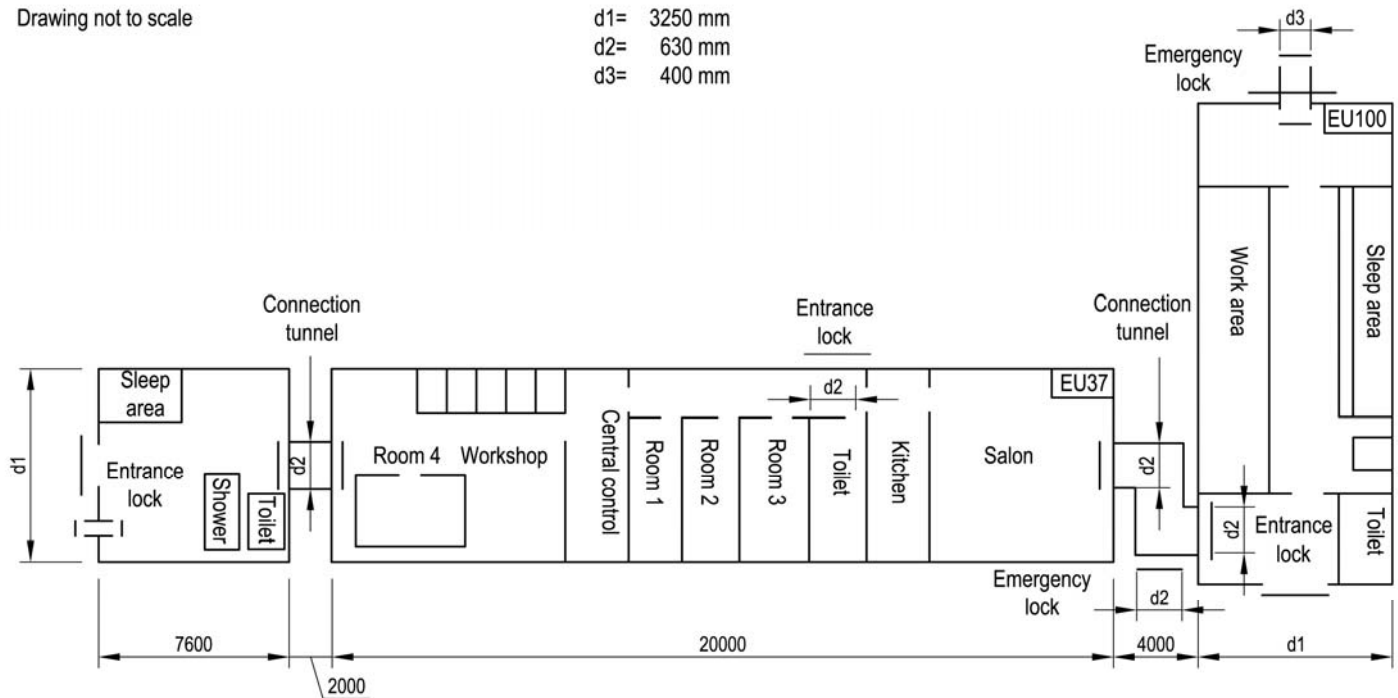 Drawing not to scale
d1= 3250 mm
d2= 630 mm
d3= 400 mm
d3
Emergency
lock
EU100
Work area
Sleep area
Connection
tunnel
Entrance
lock
Connection
tunnel
Sleep
area
d2
EU37
d1
Entrance
lock
Shower
Toilet
d2
Room 4
Workshop
Central control
Room 1
Room 2
Room 3
Toilet
Kitchen
Salon
d2
d2
Entrance
lock
Toilet
Emergency
lock
d2
7600
2000
20000
4000
d1